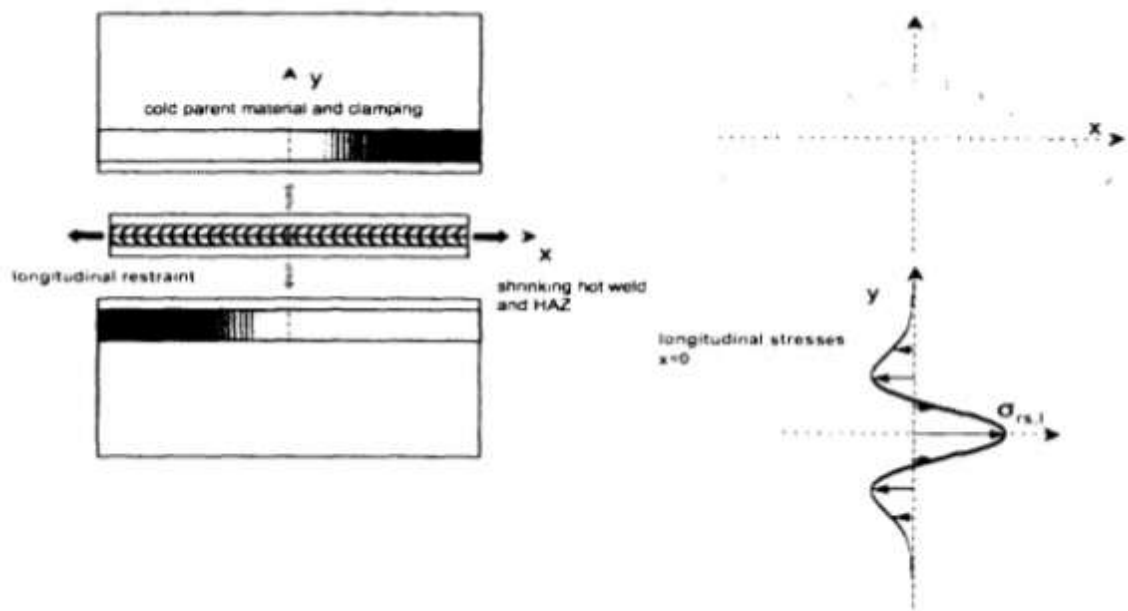 y
cold parent material and clamping
x
longitudinal restraint
shrinking hot weld
and HAZ
x
y
longitudinal stresses
x=0
σrs,l